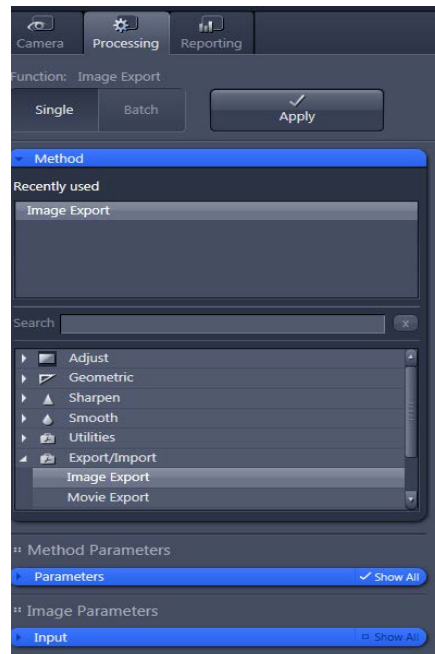 Camera Processing Reporting
Function: Image Export
Single Batch Apply
Method
Recently used
Image Export
Search x
Adjust
Geometric
Sharpen
Smooth
Utilities
Export/Import
Image Export
Movie Export
Method Parameters
Parameters Show All
Image Parameters
Input Show All